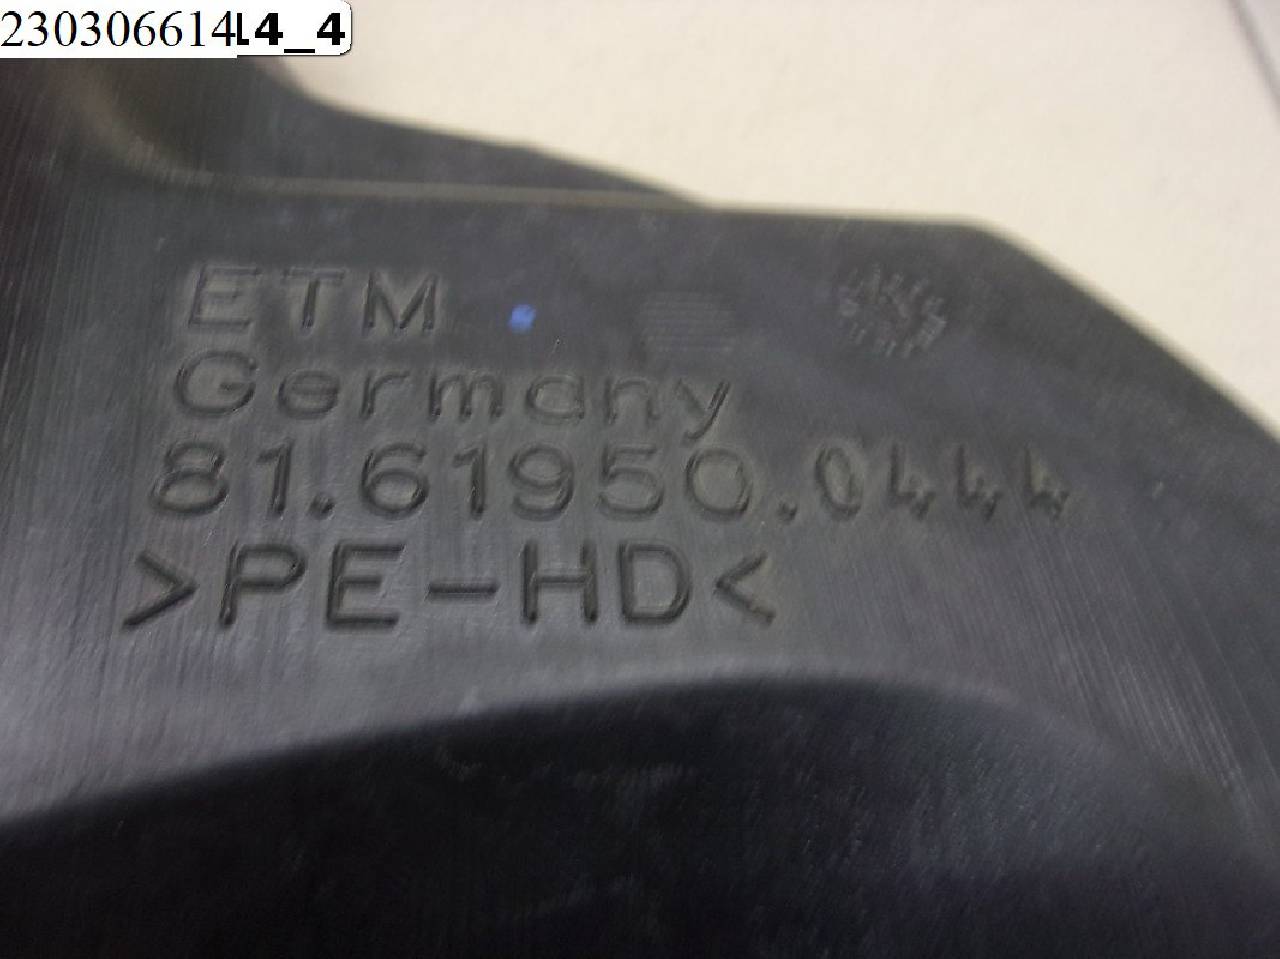 230306614L4_4
ETM
Germany
81.61950.0444
>PE-HD<